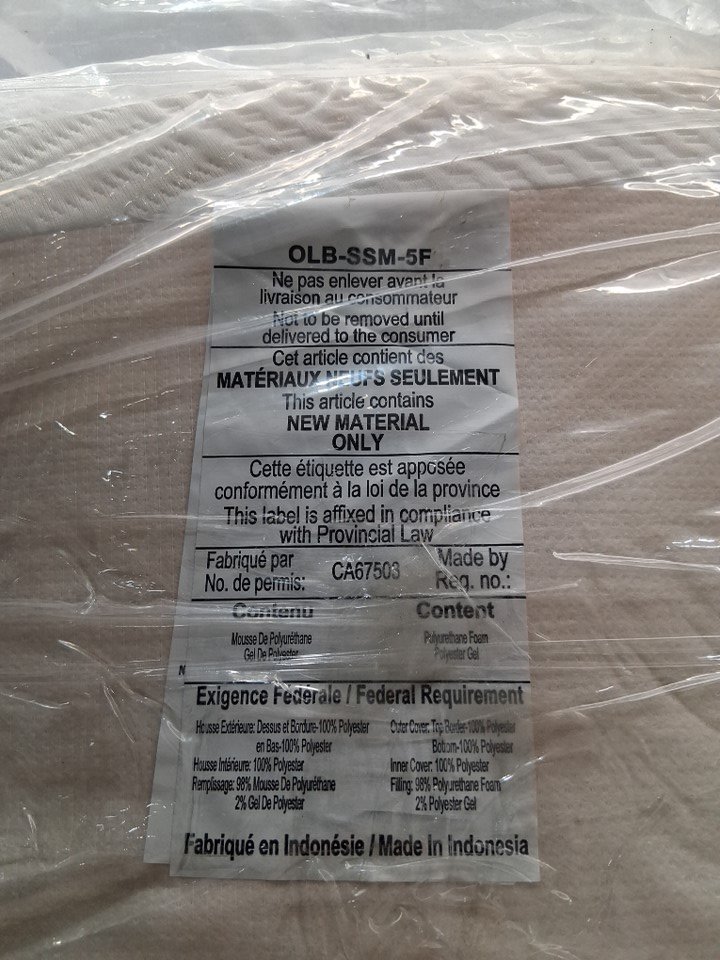 OLB-SSM-5F
Ne pas enlever avant la
livraison au consommateur
Not to be removed until
delivered to the consumer
Cet article contient des
MATÉRIAUX NEUFS SEULEMENT
This article contains
NEW MATERIAL
ONLY
Cette étiquette est apposée
conformément à la loi de la province
This label is affixed in compliance
with Provincial Law
Fabriqué par
No. de permis:
CA67503
Made by
Reg. no.:
Contenu
Mousse De Polyuréthane
Gel De Polyester
Content
Polyurethane Foam
Polyester Gel
N
Exigence Fédérale / Federal Requirement
Housse Extérieure: Dessus et Bordure-100% Polyester
en Bas-100% Polyester
Housse Intérieure: 100% Polyester
Remplissage: 98% Mousse De Polyuréthane
2% Gel De Polyester
Outer Cover: Top Border-100% Polyester
Bottom-100% Polyester
Inner Cover: 100% Polyester
Filling: 98% Polyurethane Foam
2% Polyester Gel
Fabriqué en Indonésie / Made In Indonesia